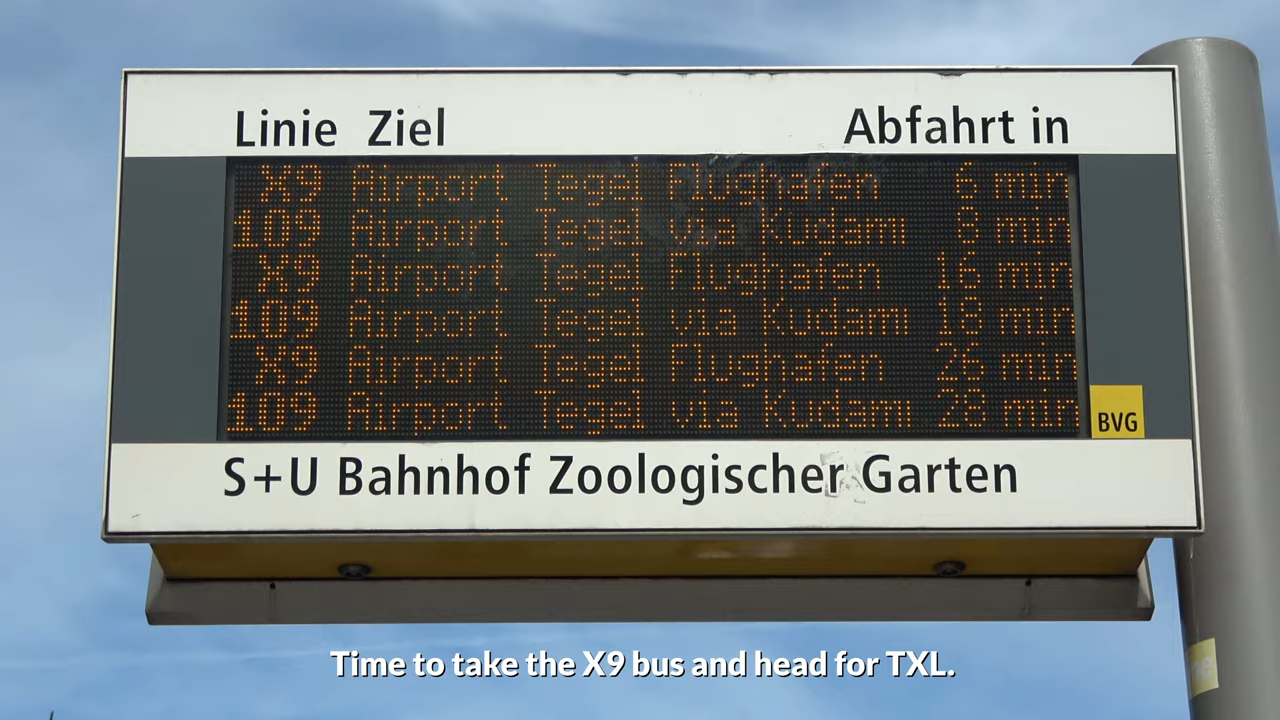 Linie Ziel Abfahrt in
X9 Airport Tegel Flughafen 6 min
109 Airport Tegel via Kudamm 8 min
X9 Airport Tegel Flughafen 16 min
109 Airport Tegel via Kudamm 18 min
X9 Airport Tegel Flughafen 26 min
109 Airport Tegel via Kudamm 28 min
BVG
S+U Bahnhof Zoologischer Garten
Time to take the X9 bus and head for TXL.